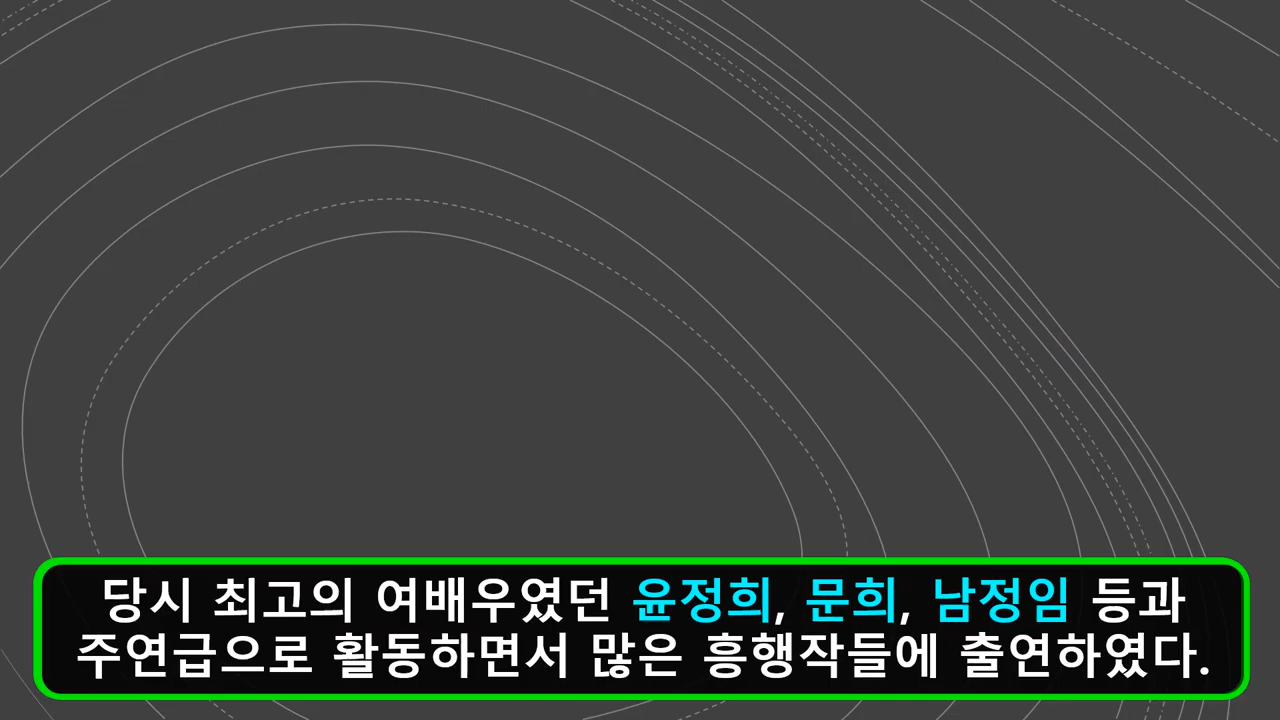 당시 최고의 여배우였던 윤정희, 문희, 남정임 등과
주연급으로 활동하면서 많은 흥행작들에 출연하였다.